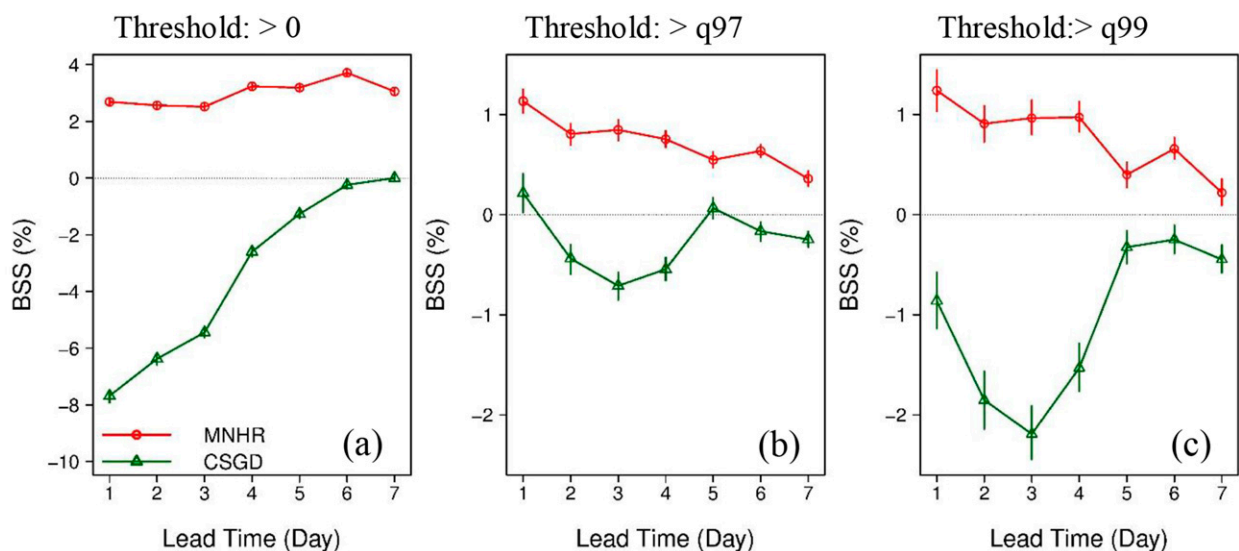 Threshold: > 0
BSS (%)
4
2
0
−2
−4
−6
−8
−10
MNHR
CSGD
(a)
1 2 3 4 5 6 7
Lead Time (Day)
Threshold: > q97
BSS (%)
1
0
−1
−2
(b)
1 2 3 4 5 6 7
Lead Time (Day)
Threshold:> q99
BSS (%)
1
0
−1
−2
(c)
1 2 3 4 5 6 7
Lead Time (Day)